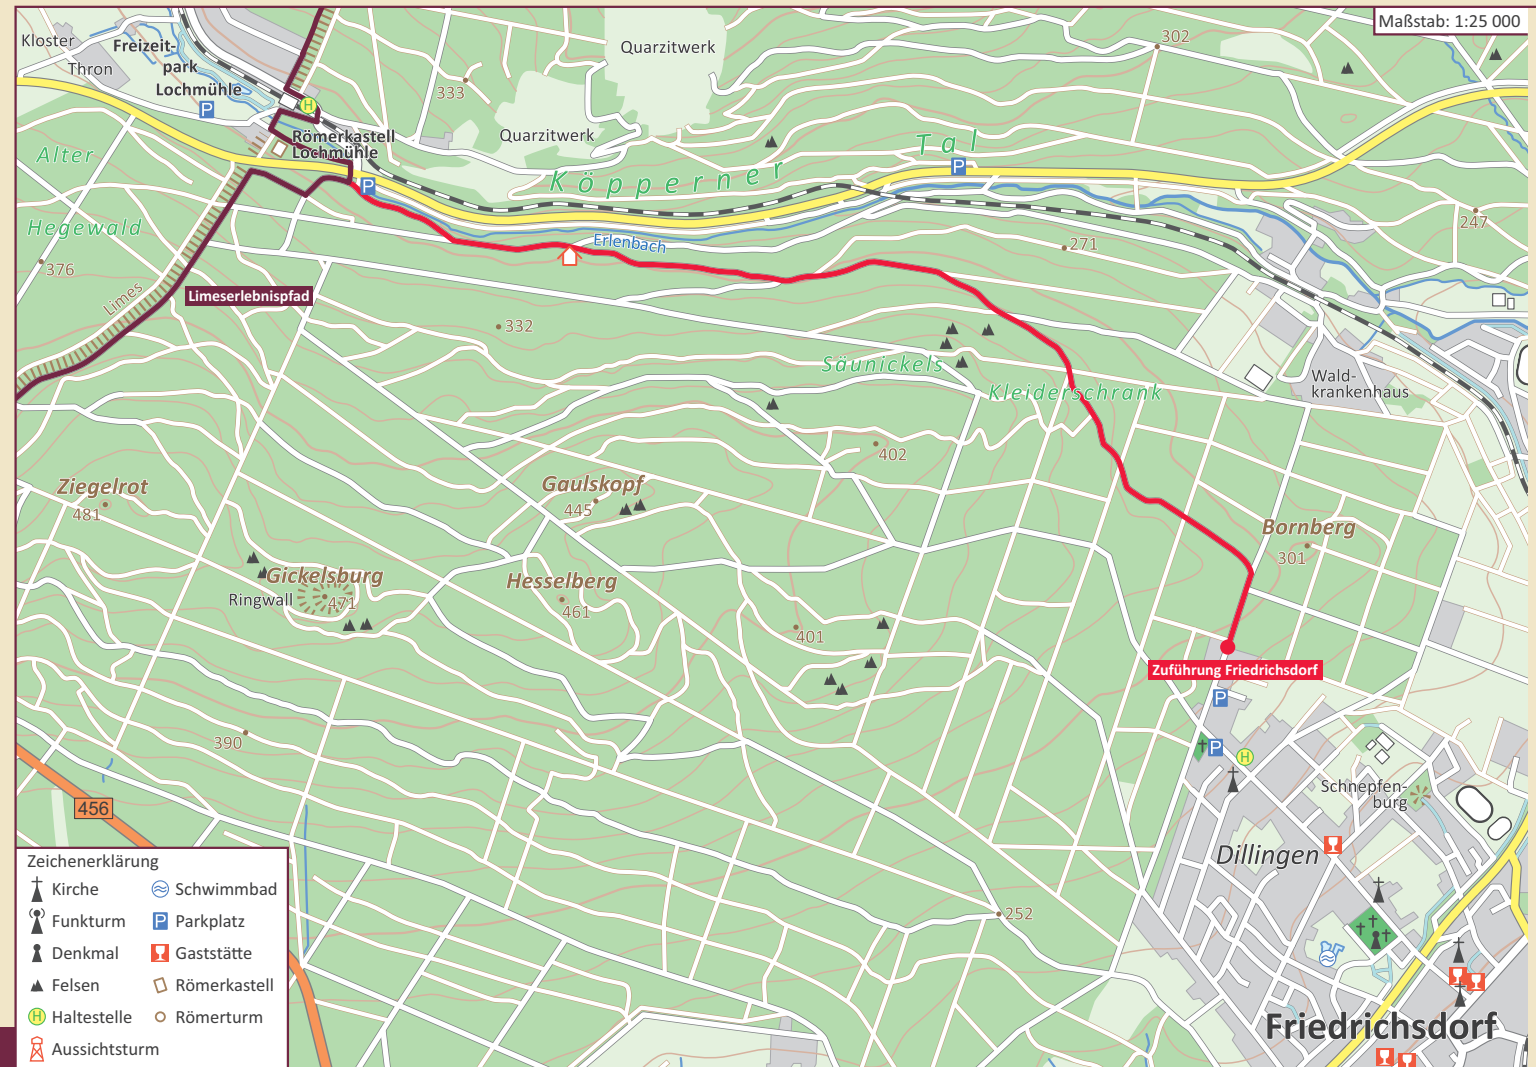 Maßstab: 1:25 000
Kloster
Thron
Freizeit-
park
Lochmühle
P
H
333
Quarzitwerk
302
Quarzitwerk
Römerkastell
Lochmühle
P
Köpperner
Tal
P
Alter
Hegewald
376
Limes
Limeserlebnispfad
Erlenbach
271
247
332
Säunickels
Kleiderschrank
Wald-
krankenhaus
402
Ziegelrot
481
Gaulskopf
445
Bornberg
301
Gickelsburg
Ringwall
471
Hesselberg
461
401
Zuführung Friedrichsdorf
P
P
H
390
456
Schnepfen-
burg
Dillingen
252
Friedrichsdorf
Zeichenerklärung
Kirche
Funkturm
Denkmal
Felsen
H Haltestelle
Aussichtsturm
Schwimmbad
P Parkplatz
Gaststätte
Römerkastell
Römerturm